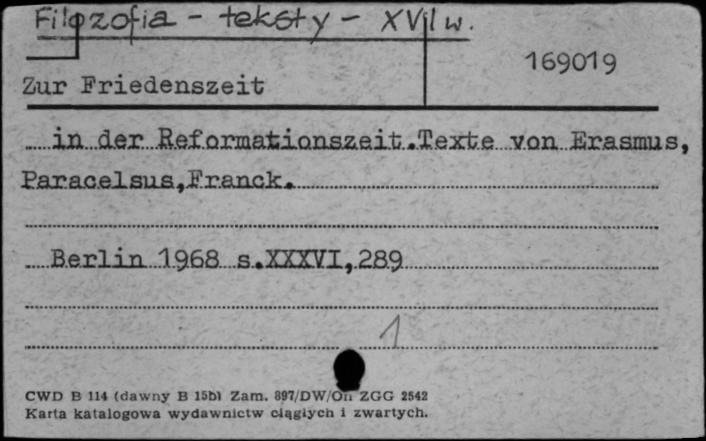 Filozofia - teksty - XVI w.
169019
Zur Friedenszeit
in der Reformationszeit.Texte von Erasmus,
Paracelsus,Franck.
Berlin 1968 s.XXXVI,289
1
CWD B 114 (dawny B 15b) Zam. 897/DW/On ZGG 2542
Karta katalogowa wydawnictw ciągłych i zwartych.